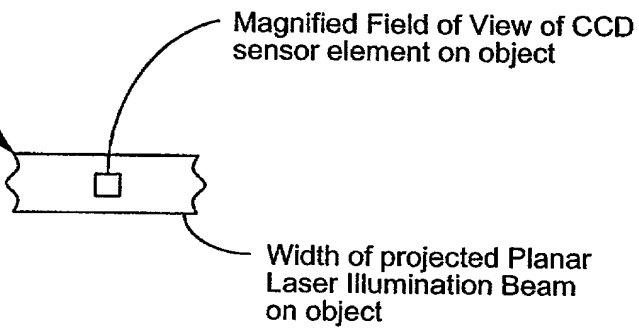 Magnified Field of View of CCD
sensor element on object
Width of projected Planar
Laser Illumination Beam
on object